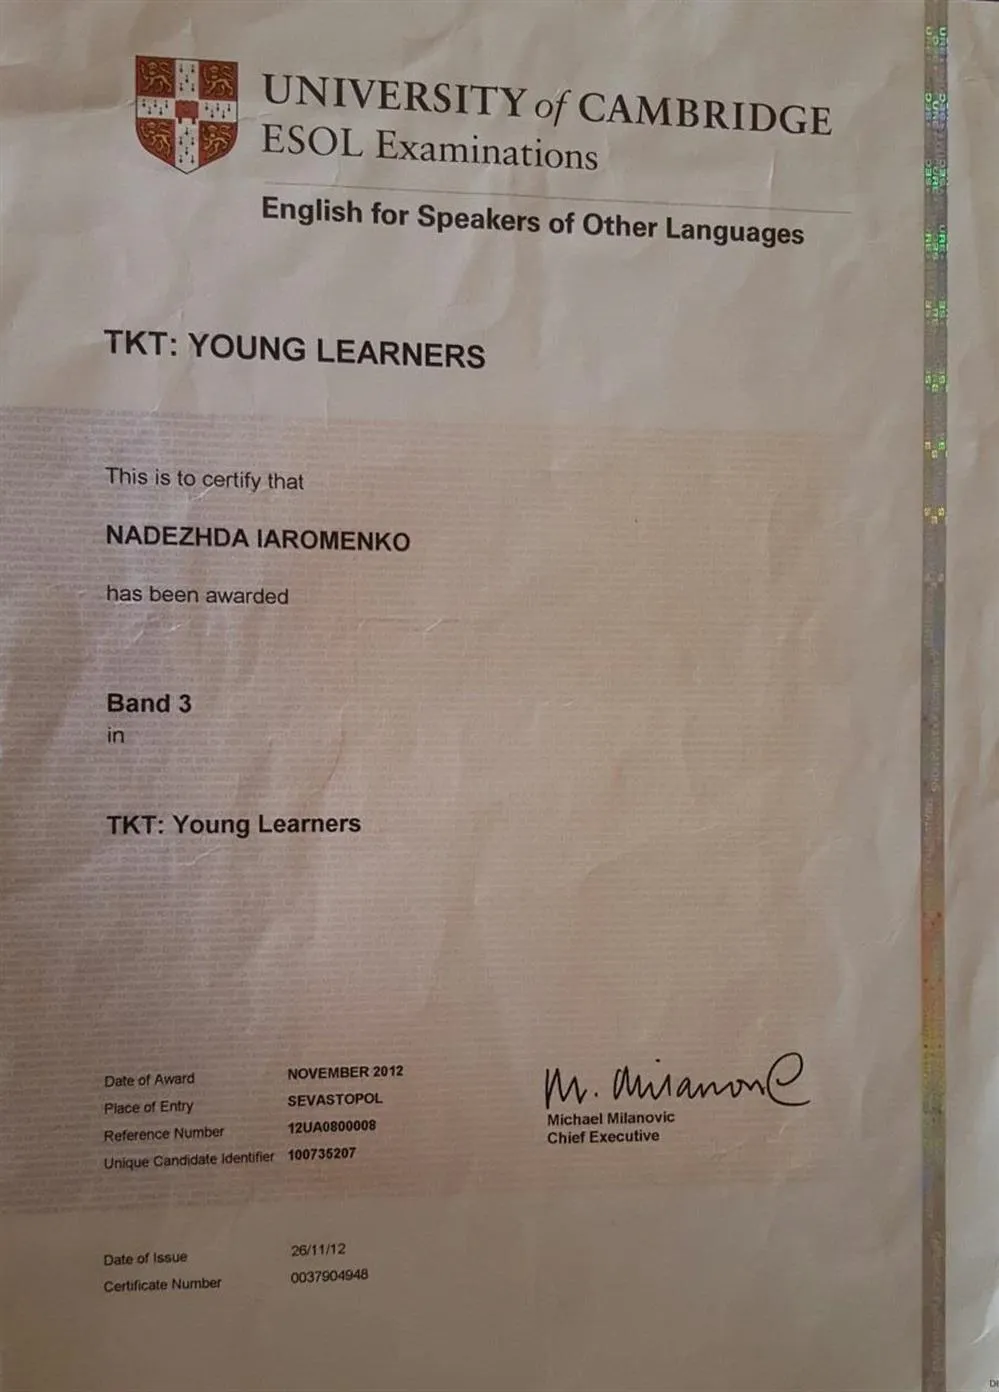 UNIVERSITY of CAMBRIDGE
ESOL Examinations
English for Speakers of Other Languages
TKT: YOUNG LEARNERS
This is to certify that
NADEZHDA IAROMENKO
has been awarded
Band 3
in
TKT: Young Learners
Date of Award NOVEMBER 2012
Place of Entry SEVASTOPOL
Reference Number 12UA0800008
Unique Candidate Identifier 100735207
M. Milanovic
Michael Milanovic
Chief Executive
Date of Issue 26/11/12
Certificate Number 0037904948